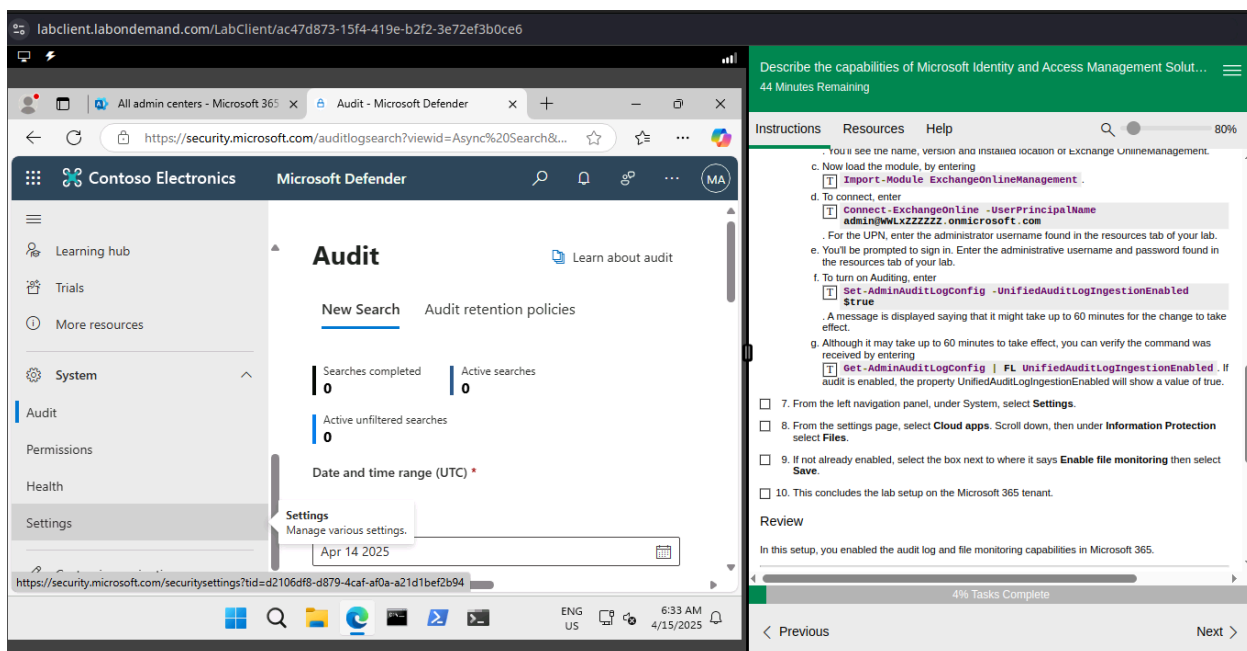 labclient.labondemand.com/LabClient/ac47d873-15f4-419e-b2f2-3e72ef3b0ce6
All admin centers - Microsoft 365
Audit - Microsoft Defender
https://security.microsoft.com/auditlogsearch?viewid=Async%20Search&...
Contoso Electronics
Microsoft Defender
MA
Learning hub
Trials
More resources
System
Audit
Permissions
Health
Settings
Audit
Learn about audit
New Search
Audit retention policies
Searches completed
0
Active searches
0
Active unfiltered searches
0
Date and time range (UTC) *
Settings
Manage various settings.
Apr 14 2025
https://security.microsoft.com/securitysettings?tid=d2106df8-d879-4caf-af0a-a21d1bef2b94
ENG
US
6:33 AM
4/15/2025
Describe the capabilities of Microsoft Identity and Access Management Solut...
44 Minutes Remaining
Instructions
Resources
Help
80%
. You'll see the name, version and installed location of Exchange OnlineManagement.
c. Now load the module, by entering
T Import-Module ExchangeOnlineManagement .
d. To connect, enter
T Connect-ExchangeOnline -UserPrincipalName
admin@WWLxZZZZZZ.onmicrosoft.com
. For the UPN, enter the administrator username found in the resources tab of your lab.
e. You'll be prompted to sign in. Enter the administrative username and password found in
the resources tab of your lab.
f. To turn on Auditing, enter
T Set-AdminAuditLogConfig -UnifiedAuditLogIngestionEnabled
$true
. A message is displayed saying that it might take up to 60 minutes for the change to take
effect.
g. Although it may take up to 60 minutes to take effect, you can verify the command was
received by entering
T Get-AdminAuditLogConfig | FL UnifiedAuditLogIngestionEnabled . If
audit is enabled, the property UnifiedAuditLogIngestionEnabled will show a value of true.
7. From the left navigation panel, under System, select Settings.
8. From the settings page, select Cloud apps. Scroll down, then under Information Protection
select Files.
9. If not already enabled, select the box next to where it says Enable file monitoring then select
Save.
10. This concludes the lab setup on the Microsoft 365 tenant.
Review
In this setup, you enabled the audit log and file monitoring capabilities in Microsoft 365.
4% Tasks Complete
Previous
Next